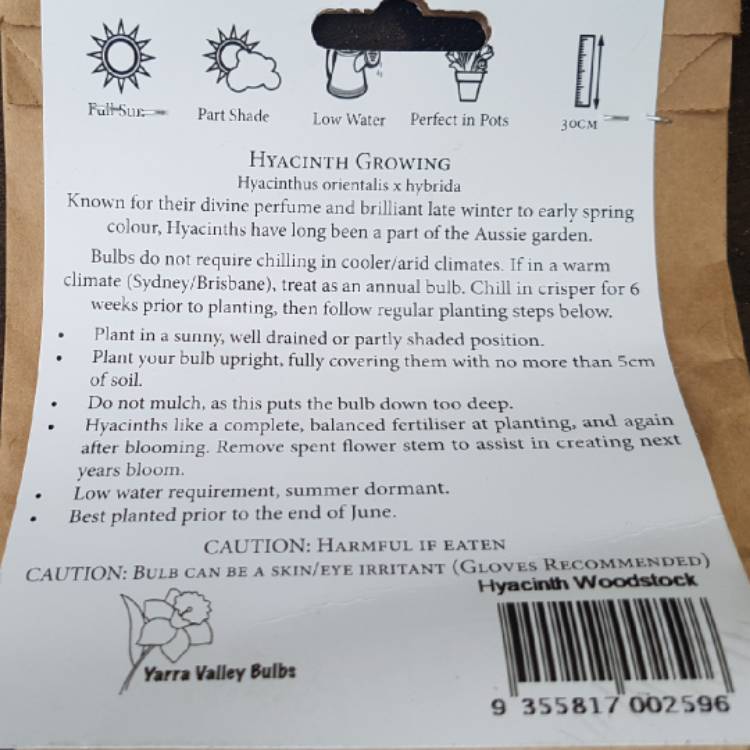 Full Sun
Part Shade
Low Water
Perfect in Pots
30CM
HYACINTH GROWING
Hyacinthus orientalis x hybrida
Known for their divine perfume and brilliant late winter to early spring
colour, Hyacinths have long been a part of the Aussie garden.
Bulbs do not require chilling in cooler/arid climates. If in a warm
climate (Sydney/Brisbane), treat as an annual bulb. Chill in crisper for 6
weeks prior to planting, then follow regular planting steps below.
• Plant in a sunny, well drained or partly shaded position.
• Plant your bulb upright, fully covering them with no more than 5cm
of soil.
• Do not mulch, as this puts the bulb down too deep.
• Hyacinths like a complete, balanced fertiliser at planting, and again
after blooming. Remove spent flower stem to assist in creating next
years bloom.
• Low water requirement, summer dormant.
• Best planted prior to the end of June.
CAUTION: HARMFUL IF EATEN
CAUTION: BULB CAN BE A SKIN/EYE IRRITANT (GLOVES RECOMMENDED)
Hyacinth Woodstock
Yarra Valley Bulbs
9 355817 002596